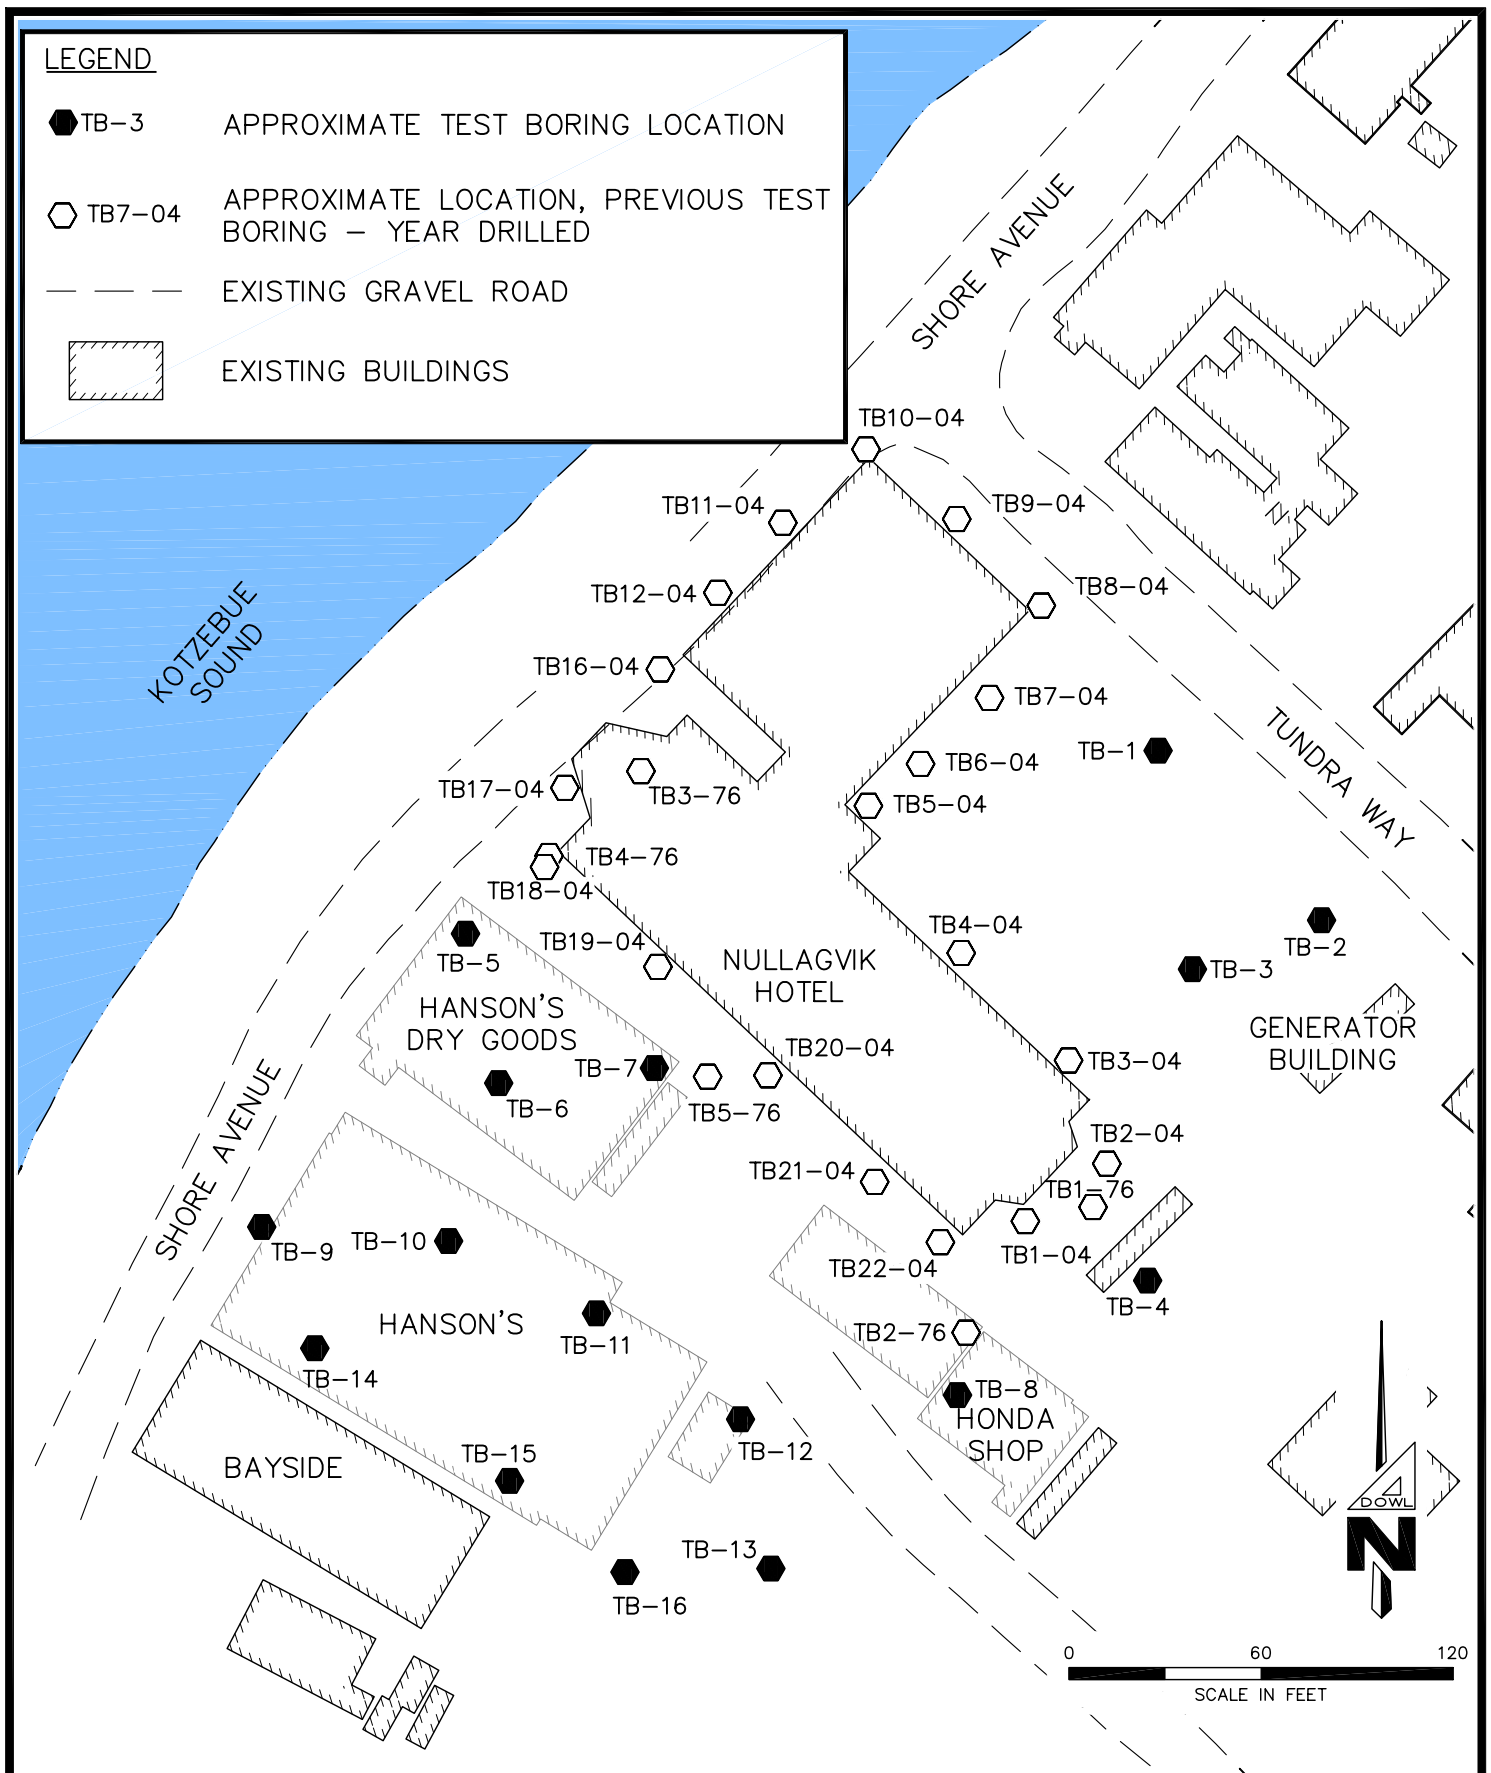 LEGEND
TB-3 APPROXIMATE TEST BORING LOCATION
TB7-04 APPROXIMATE LOCATION, PREVIOUS TEST
BORING - YEAR DRILLED
EXISTING GRAVEL ROAD
EXISTING BUILDINGS
SHORE AVENUE
TB10-04
TB11-04
TB9-04
TB12-04
TB8-04
KOTZEBUE
SOUND
TB16-04
TB7-04
TUNDRA WAY
TB-1
TB6-04
TB17-04
TB3-76
TB5-04
TB4-76
TB18-04
TB4-04
TB-2
TB19-04
TB-5
NULLAGVIK
HOTEL
TB-3
HANSON'S
DRY GOODS
GENERATOR
BUILDING
TB20-04
TB-7
TB3-04
TB-6
TB5-76
TB2-04
SHORE AVENUE
TB21-04
TB1-76
TB-9
TB-10
TB1-04
TB22-04
TB-4
HANSON'S
TB-11
TB2-76
TB-14
TB-8
HONDA
SHOP
TB-12
TB-15
BAYSIDE
DOWL
N
TB-13
TB-16
0 60 120
SCALE IN FEET